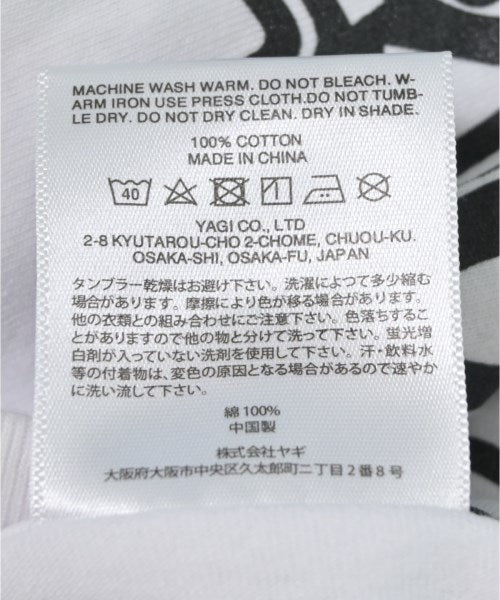 MACHINE WASH WARM. DO NOT BLEACH. W-
ARM IRON USE PRESS CLOTH.DO NOT TUMB-
LE DRY. DO NOT DRY CLEAN. DRY IN SHADE.
100% COTTON
MADE IN CHINA
40
YAGI CO., LTD
2-8 KYUTAROU-CHO 2-CHOME, CHUOU-KU.
OSAKA-SHI, OSAKA-FU, JAPAN
タンブラー乾燥はお避け下さい。洗濯によって多少縮む
場合があります。摩擦により色が移る場合があります。
他の衣類との組み合わせにご注意下さい。色落ちするこ
とがありますので他の物と分けて洗って下さい。蛍光増
白剤が入っていない洗剤を使用して下さい。汗・飲料水
等の付着物は、変色の原因となる場合があるので速やか
に洗い流して下さい。
綿 100%
中国製
株式会社ヤギ
大阪府大阪市中央区久太郎町二丁目2番8号